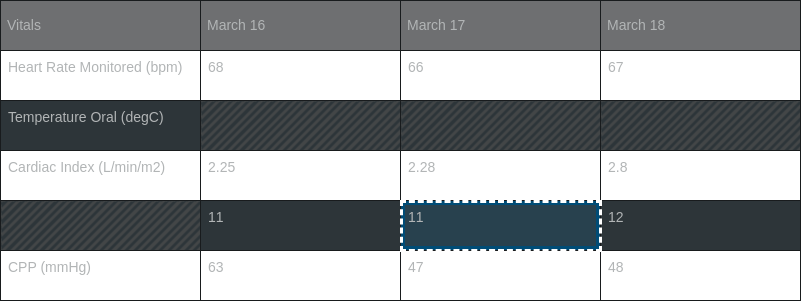 Vitals March 16 March 17 March 18
Heart Rate Monitored (bpm) 68 66 67
Temperature Oral (degC)
Cardiac Index (L/min/m2) 2.25 2.28 2.8
11 11 12
CPP (mmHg) 63 47 48